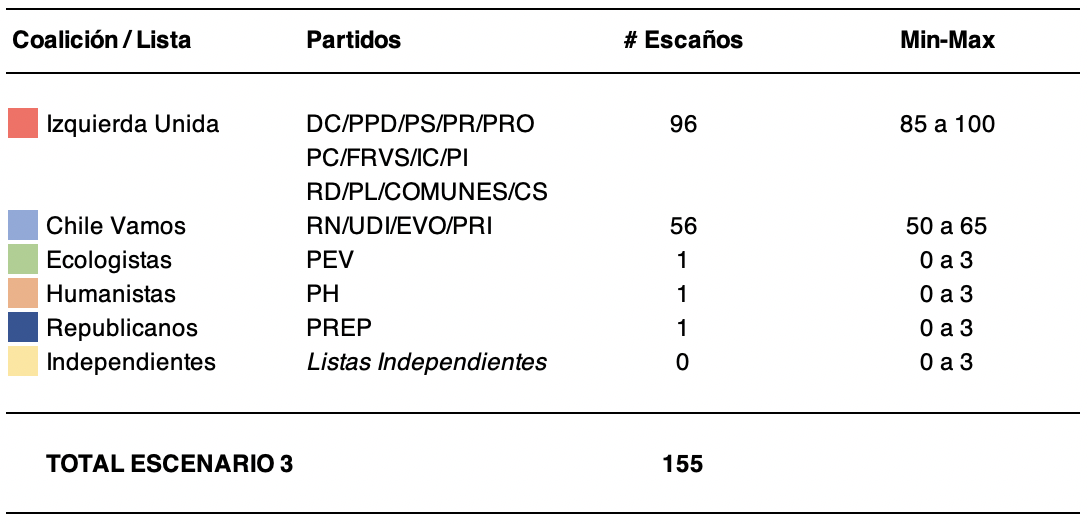 Coalición / Lista Partidos # Escaños Min-Max
Izquierda Unida DC/PPD/PS/PR/PRO 96 85 a 100
PC/FRVS/IC/PI
RD/PL/COMUNES/CS
Chile Vamos RN/UDI/EVO/PRI 56 50 a 65
Ecologistas PEV 1 0 a 3
Humanistas PH 1 0 a 3
Republicanos PREP 1 0 a 3
Independientes Listas Independientes 0 0 a 3
TOTAL ESCENARIO 3 155